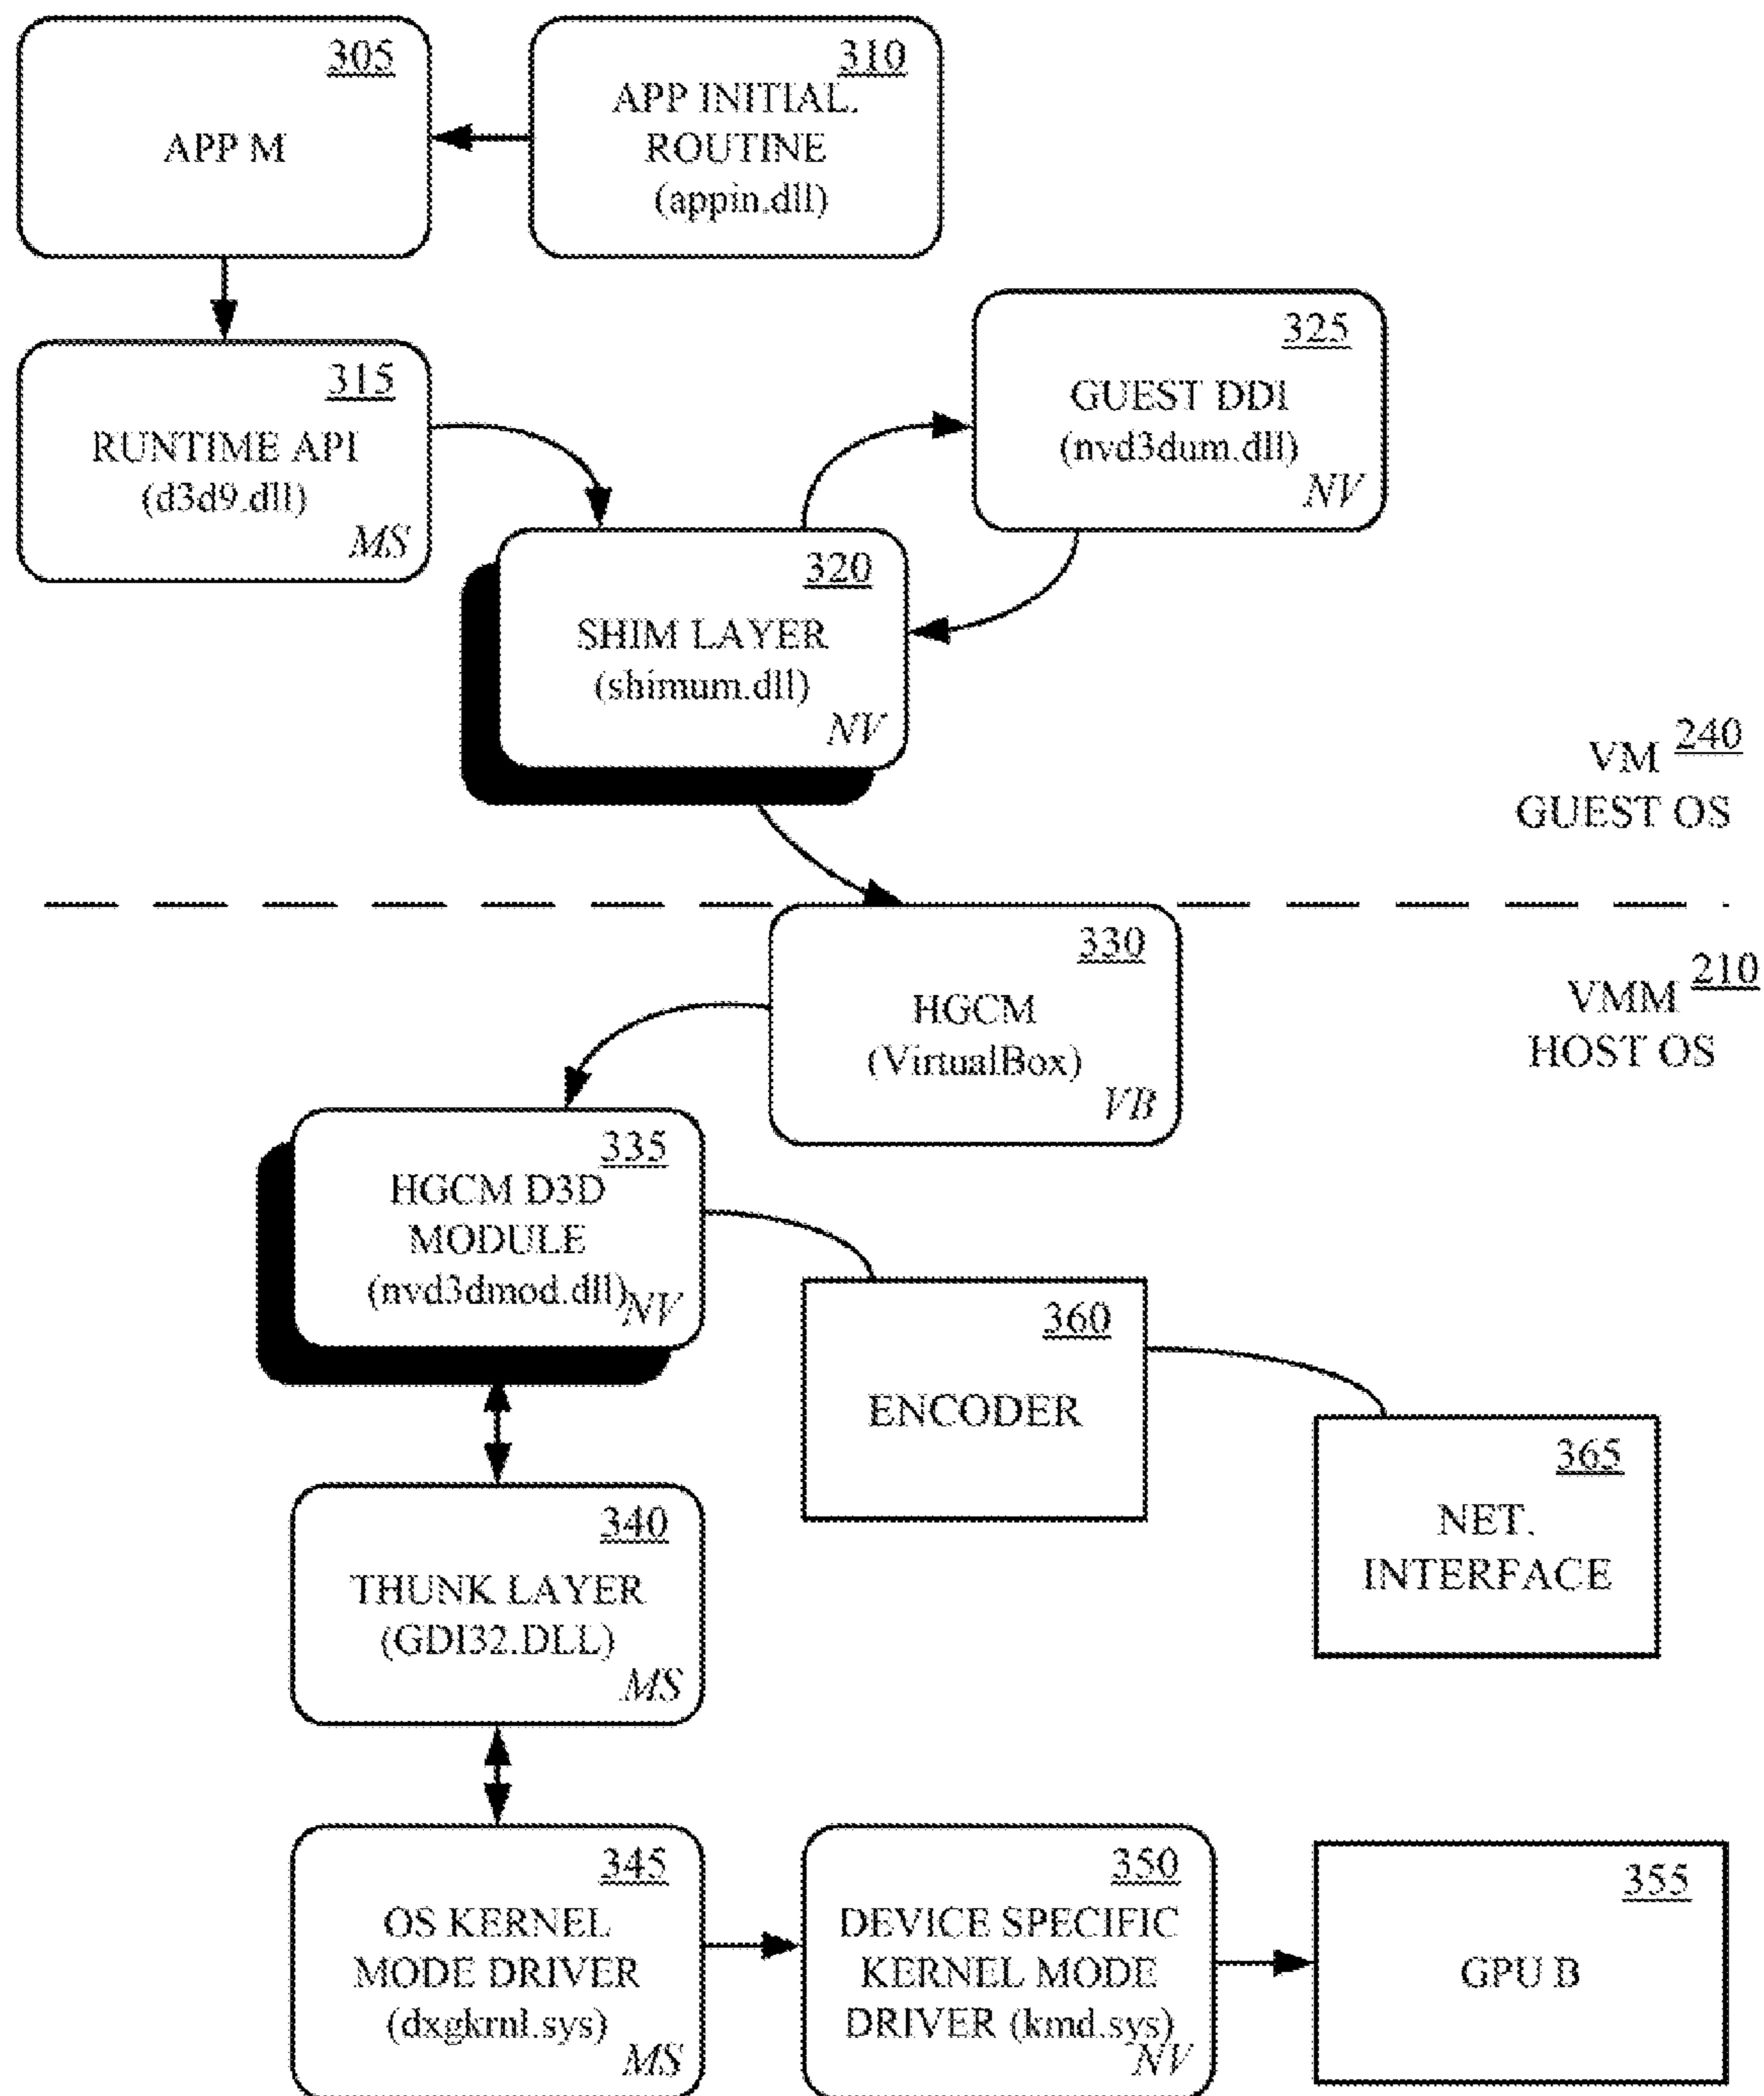 305
APP M
310
APP INITIAL.
ROUTINE
(appin.dll)
315
RUNTIME API
(d3d9.dll)
MS
325
GUEST DDI
(nvd3dum.dll)
NV
320
SHIM LAYER
(shimum.dll)
NV
VM 240
GUEST OS
330
HGCM
(VirtualBox)
VB
VMM 210
HOST OS
335
HGCM D3D
MODULE
(nvd3dmod.dll)
NV
360
ENCODER
365
NET.
INTERFACE
340
THUNK LAYER
(GDI32.DLL)
MS
345
OS KERNEL
MODE DRIVER
(dxgkrnl.sys)
MS
350
DEVICE SPECIFIC
KERNEL MODE
DRIVER (kmd.sys)
NV
355
GPU B